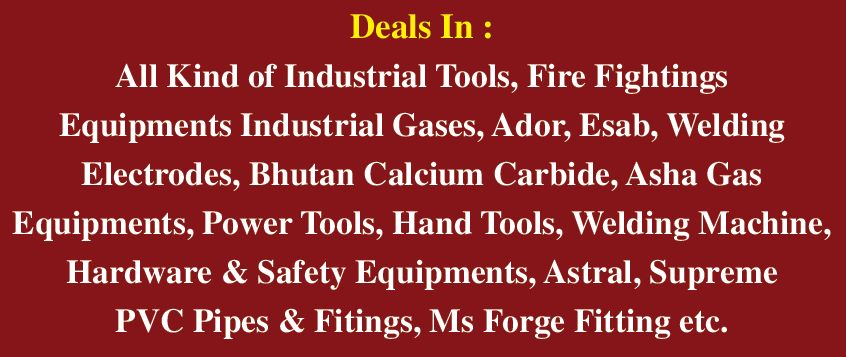 Deals In :
All Kind of Industrial Tools, Fire Fightings
Equipments Industrial Gases, Ador, Esab, Welding
Electrodes, Bhutan Calcium Carbide, Asha Gas
Equipments, Power Tools, Hand Tools, Welding Machine,
Hardware & Safety Equipments, Astral, Supreme
PVC Pipes & Fitings, Ms Forge Fitting etc.